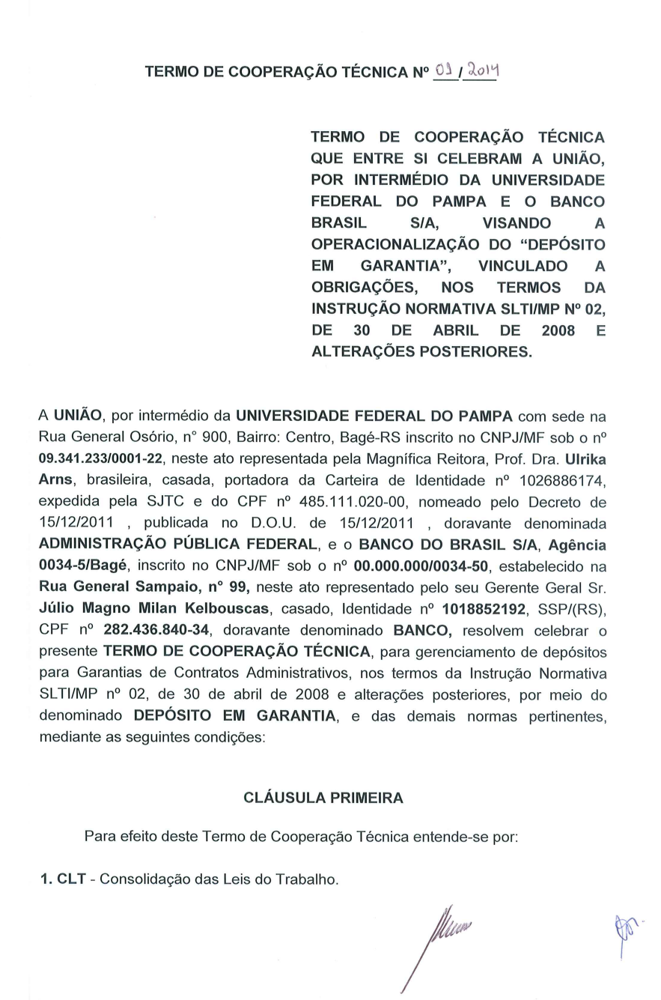 TERMO DE COOPERAÇÃO TÉCNICA Nº 01 / 2014
TERMO DE COOPERAÇÃO TÉCNICA
QUE ENTRE SI CELEBRAM A UNIÃO,
POR INTERMÉDIO DA UNIVERSIDADE
FEDERAL DO PAMPA E O BANCO
BRASIL S/A, VISANDO A
OPERACIONALIZAÇÃO DO “DEPÓSITO
EM GARANTIA”, VINCULADO A
OBRIGAÇÕES, NOS TERMOS DA
INSTRUÇÃO NORMATIVA SLTI/MP Nº 02,
DE 30 DE ABRIL DE 2008 E
ALTERAÇÕES POSTERIORES.
A UNIÃO, por intermédio da UNIVERSIDADE FEDERAL DO PAMPA com sede na
Rua General Osório, n° 900, Bairro: Centro, Bagé-RS inscrito no CNPJ/MF sob o nº
09.341.233/0001-22, neste ato representada pela Magnífica Reitora, Prof. Dra. Ulrika
Arns, brasileira, casada, portadora da Carteira de Identidade nº 1026886174,
expedida pela SJTC e do CPF nº 485.111.020-00, nomeado pelo Decreto de
15/12/2011 , publicada no D.O.U. de 15/12/2011 , doravante denominada
ADMINISTRAÇÃO PÚBLICA FEDERAL, e o BANCO DO BRASIL S/A, Agência
0034-5/Bagé, inscrito no CNPJ/MF sob o nº 00.000.000/0034-50, estabelecido na
Rua General Sampaio, n° 99, neste ato representado pelo seu Gerente Geral Sr.
Júlio Magno Milan Kelbouscas, casado, Identidade nº 1018852192, SSP/(RS),
CPF nº 282.436.840-34, doravante denominado BANCO, resolvem celebrar o
presente TERMO DE COOPERAÇÃO TÉCNICA, para gerenciamento de depósitos
para Garantias de Contratos Administrativos, nos termos da Instrução Normativa
SLTI/MP nº 02, de 30 de abril de 2008 e alterações posteriores, por meio do
denominado DEPÓSITO EM GARANTIA, e das demais normas pertinentes,
mediante as seguintes condições:
CLÁUSULA PRIMEIRA
Para efeito deste Termo de Cooperação Técnica entende-se por:
1. CLT - Consolidação das Leis do Trabalho.